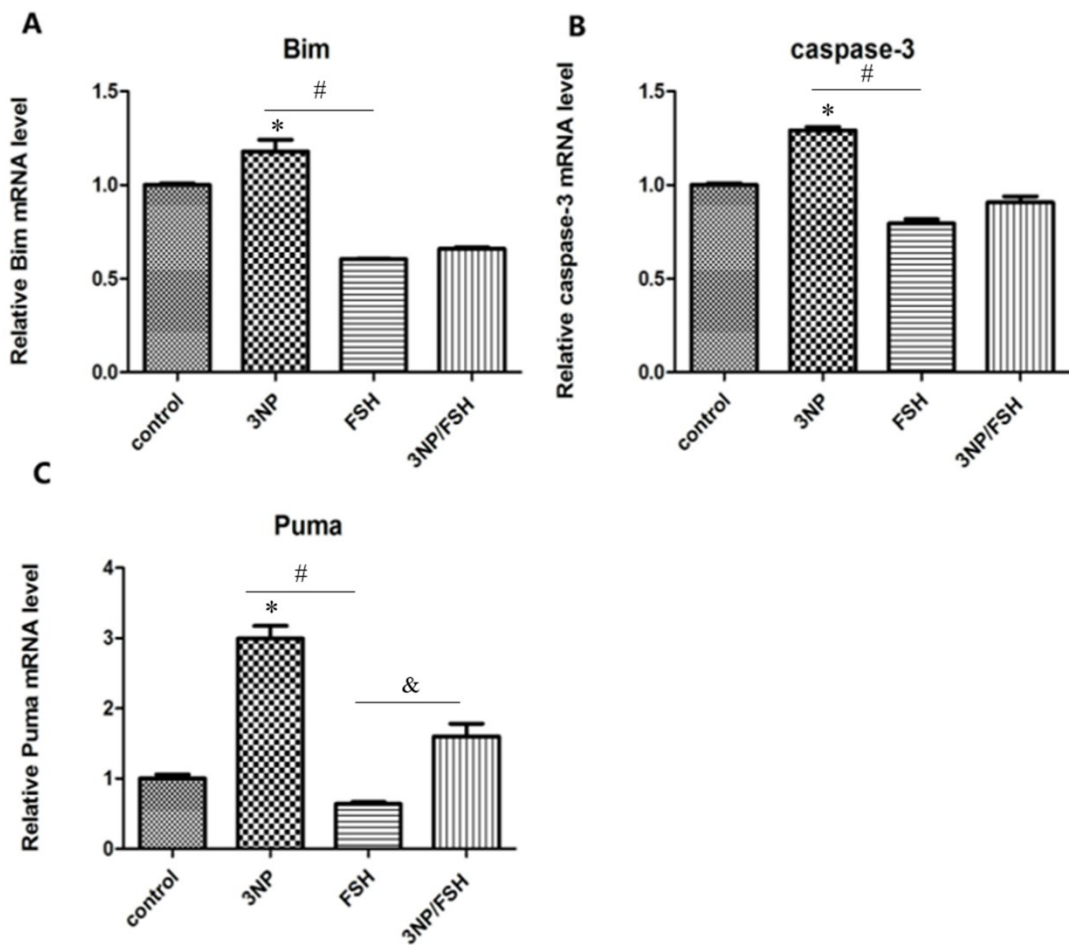 A
Bim
Relative Bim mRNA level
1.5
1.0
0.5
0.0
#
*
control
3NP
FSH
3NP/FSH
B
caspase-3
Relative caspase-3 mRNA level
1.5
1.0
0.5
0.0
#
*
control
3NP
FSH
3NP/FSH
C
Puma
Relative Puma mRNA level
4
3
2
1
0
#
*
&
control
3NP
FSH
3NP/FSH